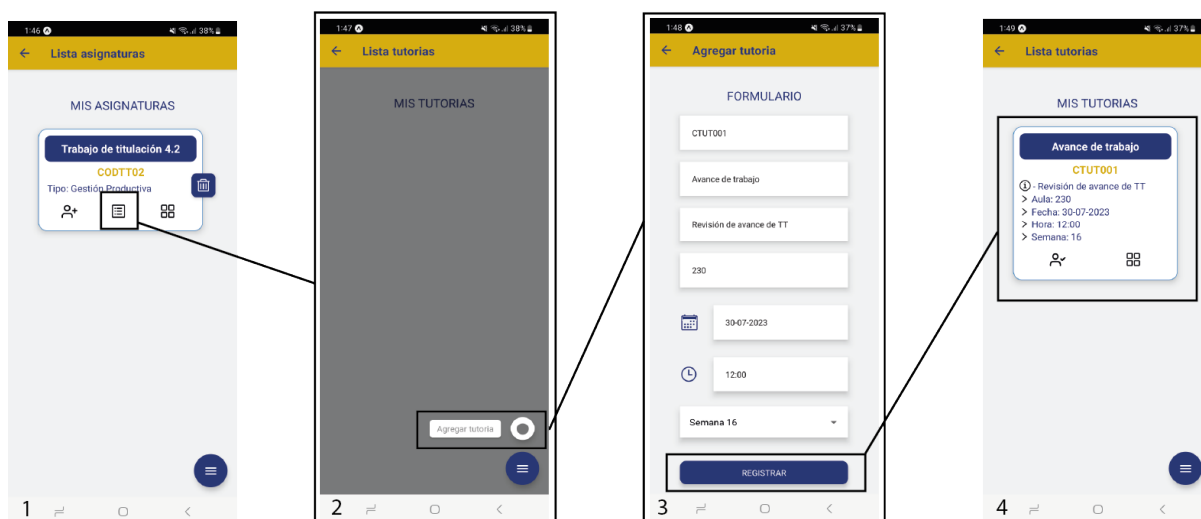 1:46
38%
Lista asignaturas
MIS ASIGNATURAS
Trabajo de titulación 4.2
CODTT02
Tipo: Gestión Productiva
1
1:47
38%
Lista tutorias
MIS TUTORIAS
Agregar tutoria
2
1:48
37%
Agregar tutoria
FORMULARIO
CTUT001
Avance de trabajo
Revisión de avance de TT
230
30-07-2023
12:00
Semana 16
REGISTRAR
3
1:49
37%
Lista tutorias
MIS TUTORIAS
Avance de trabajo
CTUT001
- Revisión de avance de TT
> Aula: 230
> Fecha: 30-07-2023
> Hora: 12:00
> Semana: 16
4